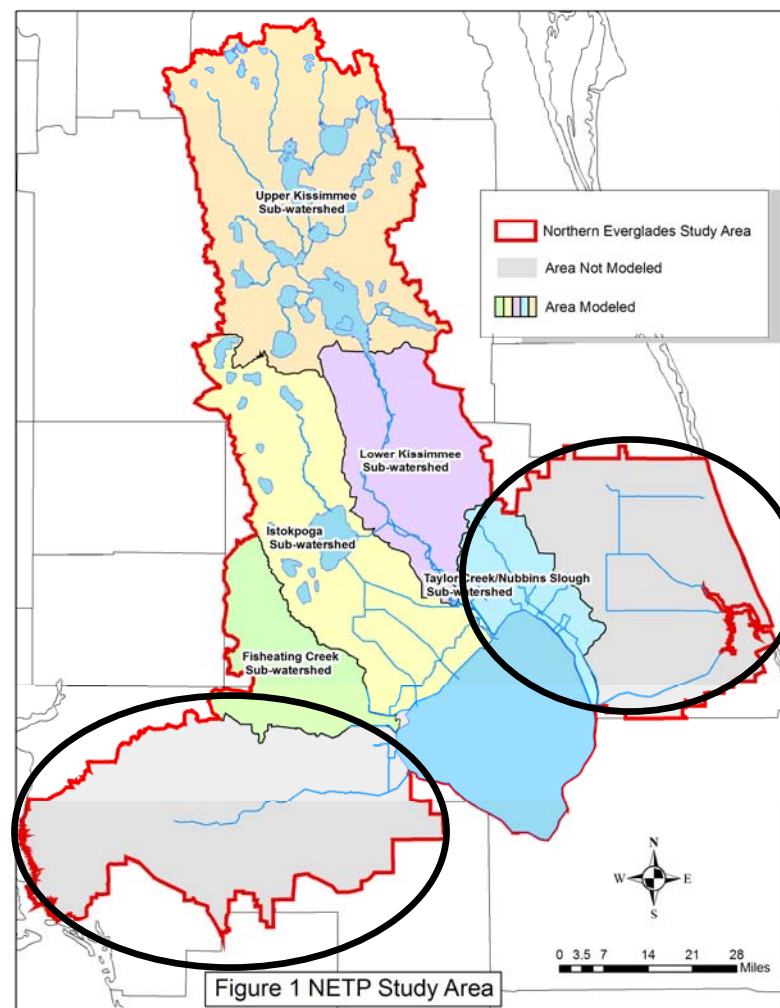 Upper Kissimmee
Sub-watershed
Northern Everglades Study Area
Area Not Modeled
Area Modeled
Lower Kissimmee
Sub-watershed
Istokpoga
Sub-watershed
Taylor Creek/Nubbins Slough
Sub-watershed
Fisheating Creek
Sub-watershed
N
W E
S
0 3.5 7 14 21 28
Miles
Figure 1 NETP Study Area